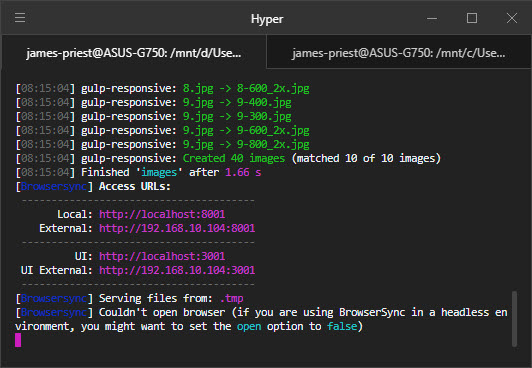 Hyper
james-priest@ASUS-G750: /mnt/d/Use...
james-priest@ASUS-G750: /mnt/c/Use...
[08:15:04] gulp-responsive: 8.jpg -> 8-600_2x.jpg
[08:15:04] gulp-responsive: 9.jpg -> 9-400.jpg
[08:15:04] gulp-responsive: 9.jpg -> 9-300.jpg
[08:15:04] gulp-responsive: 9.jpg -> 9-600_2x.jpg
[08:15:04] gulp-responsive: 9.jpg -> 9-800_2x.jpg
[08:15:04] gulp-responsive: Created 40 images (matched 10 of 10 images)
[08:15:04] Finished 'images' after 1.66 s
[Browsersync] Access URLs:
-------------------------------------
Local: http://localhost:8001
External: http://192.168.10.104:8001
-------------------------------------
UI: http://localhost:3001
UI External: http://192.168.10.104:3001
-------------------------------------
[Browsersync] Serving files from: .tmp
[Browsersync] Couldn't open browser (if you are using BrowserSync in a headless en
vironment, you might want to set the open option to false)